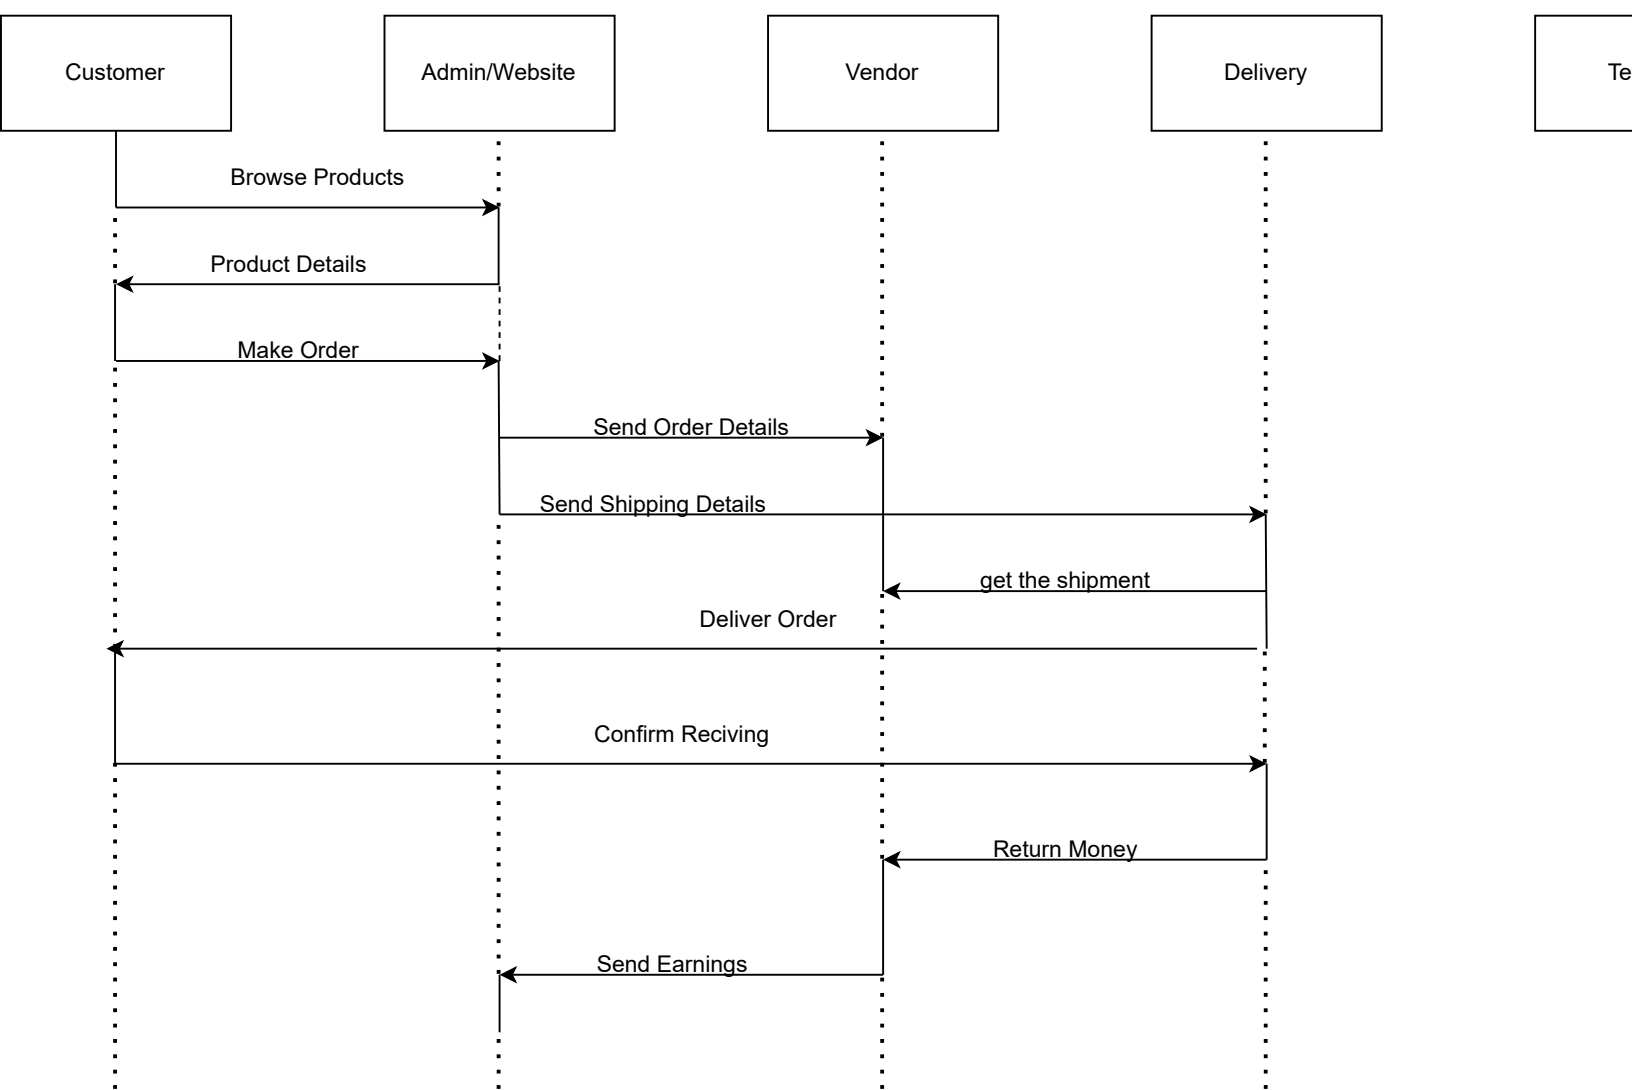 Customer
Admin/Website
Vendor
Delivery
Te
Browse Products
Product Details
Make Order
Send Order Details
Send Shipping Details
get the shipment
Deliver Order
Confirm Reciving
Return Money
Send Earnings